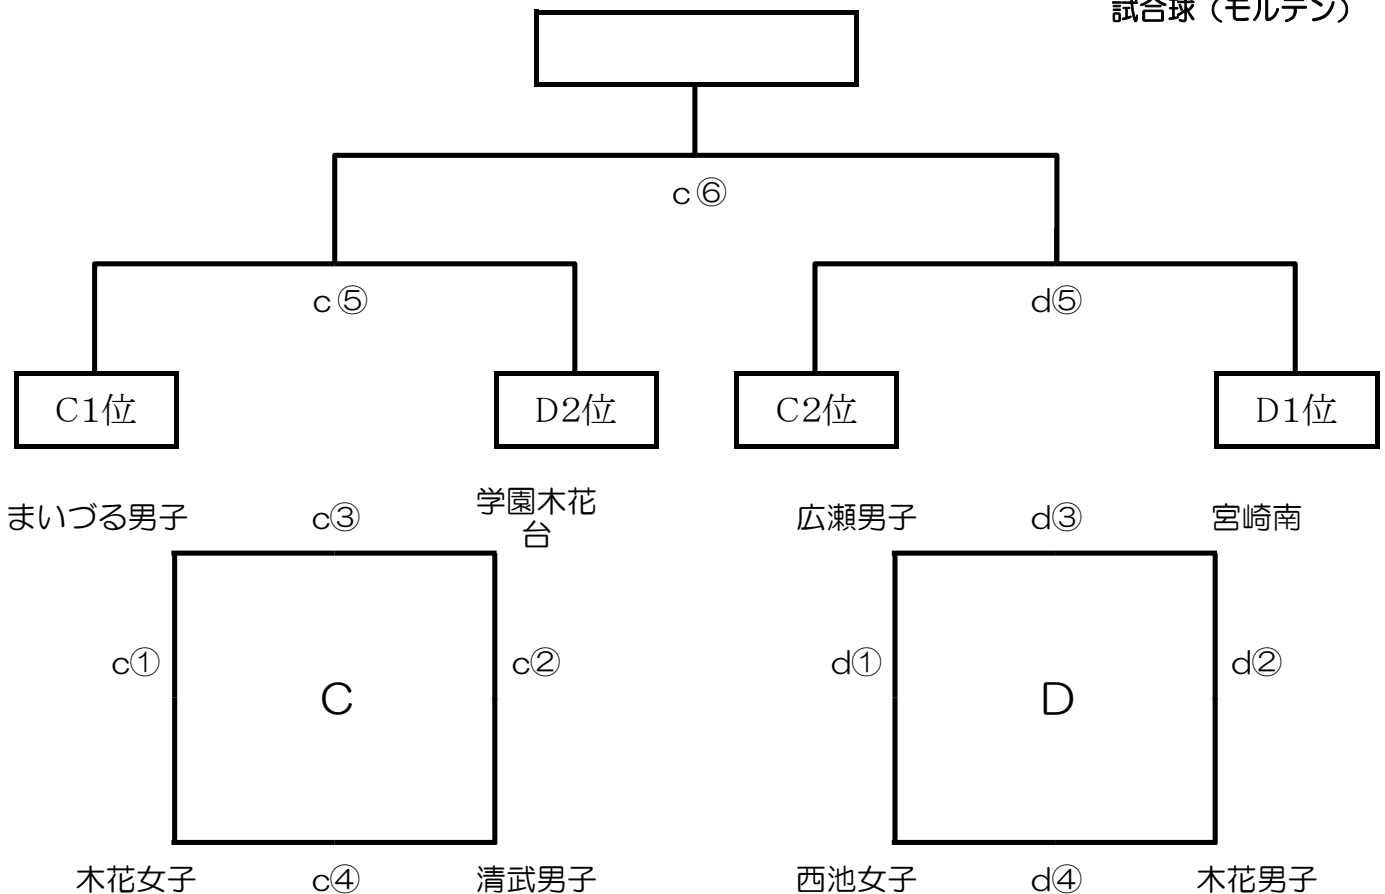 試合球（モルテン）
c⑥
c⑤
d⑤
C1位
D2位
C2位
D1位
まいづる男子
c③
学園木花
台
広瀬男子
d③
宮崎南
c①
c②
d①
d②
C
D
木花女子
c④
清武男子
西池女子
d④
木花男子